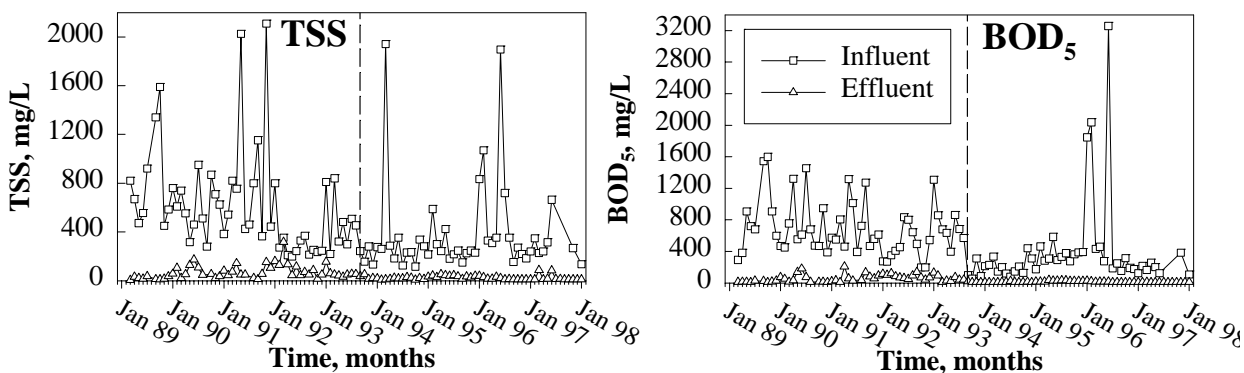 TSS
TSS, mg/L
2000
1600
1200
800
400
0
Jan 89
Jan 90
Jan 91
Jan 92
Jan 93
Jan 94
Jan 95
Jan 96
Jan 97
Jan 98
Time, months
BOD5
BOD5, mg/L
3200
2800
2400
2000
1600
1200
800
400
0
Influent
Effluent
Jan 89
Jan 90
Jan 91
Jan 92
Jan 93
Jan 94
Jan 95
Jan 96
Jan 97
Jan 98
Time, months